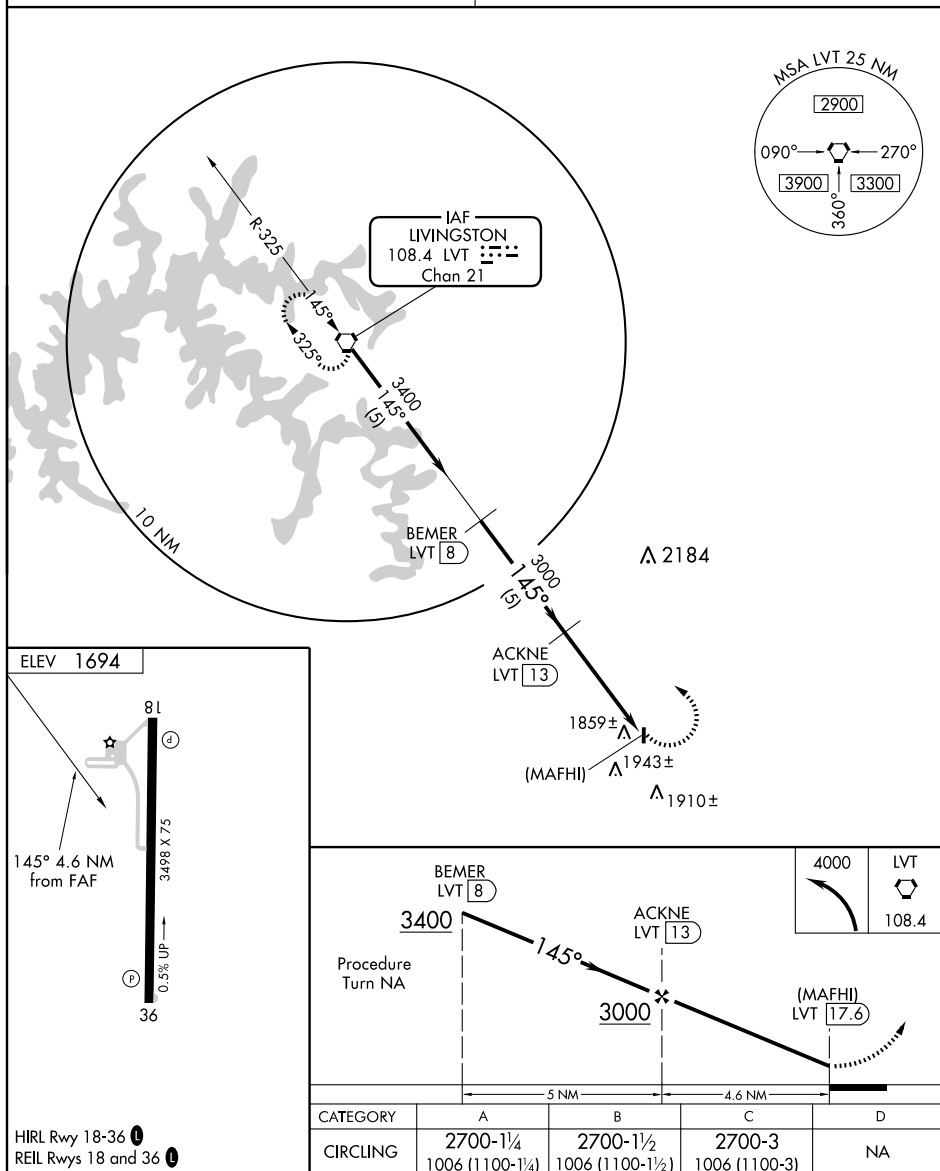 MSA LVT 25 NM
2900
090°
270°
3900
3300
360°
R-325
IAF
LIVINGSTON
108.4 LVT
Chan 21
145°
325°
3400
145°
(5)
10 NM
BEMER
LVT 8
3000
145°
(5)
2184
ACKNE
LVT 13
1859±
(MAFHI)
1943±
1910±
ELEV 1694
18
P
3498 X 75
145° 4.6 NM
from FAF
0.5% UP
P
36
HIRL Rwy 18-36 L
REIL Rwys 18 and 36 L
BEMER
LVT 8
3400
145°
Procedure
Turn NA
ACKNE
LVT 13
3000
4000
LVT
108.4
(MAFHI)
LVT 17.6
5 NM
4.6 NM
CATEGORY A B C D
CIRCLING 2700-1¼ 2700-1½ 2700-3 NA
1006 (1100-1¼) 1006 (1100-1½) 1006 (1100-3)